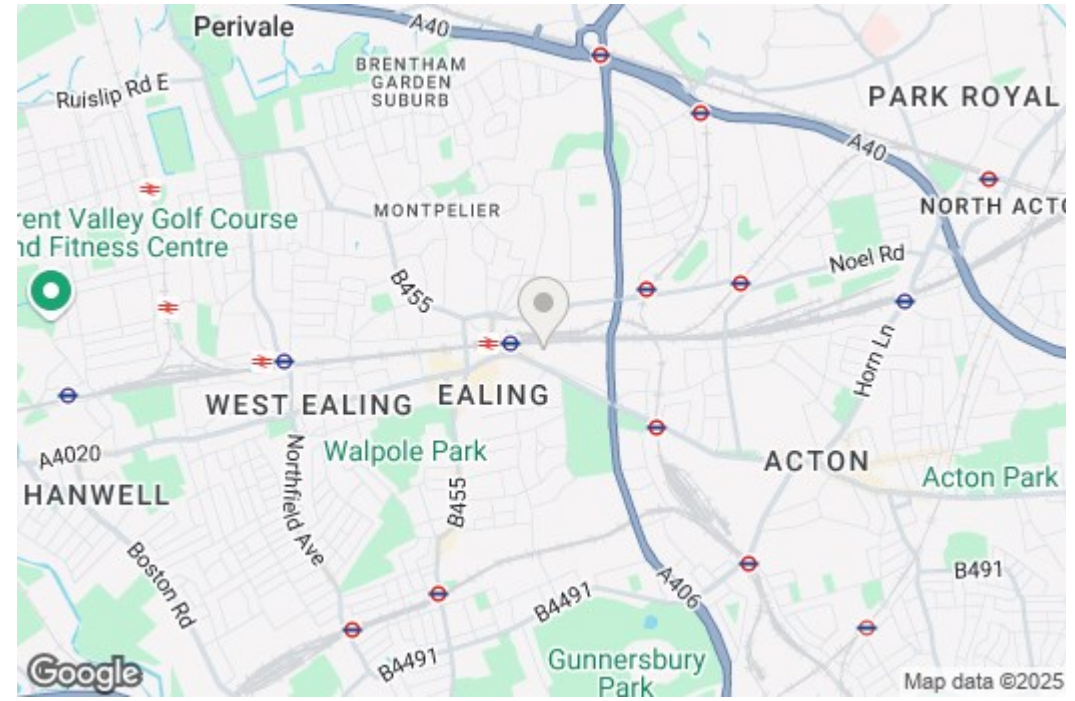 Perivale
A40
BRENTHAM
GARDEN
SUBURB
Ruislip Rd E
PARK ROYAL
A40
MONTPELIER
NORTH ACTO
rent Valley Golf Course
nd Fitness Centre
Noel Rd
B455
Horn Ln
WEST EALING
EALING
A4020
Walpole Park
ACTON
Acton Park
HANWELL
Northfield Ave
B455
Boston Rd
B491
A406
B4491
B4491
Gunnersbury
Park
Google
Map data ©2025